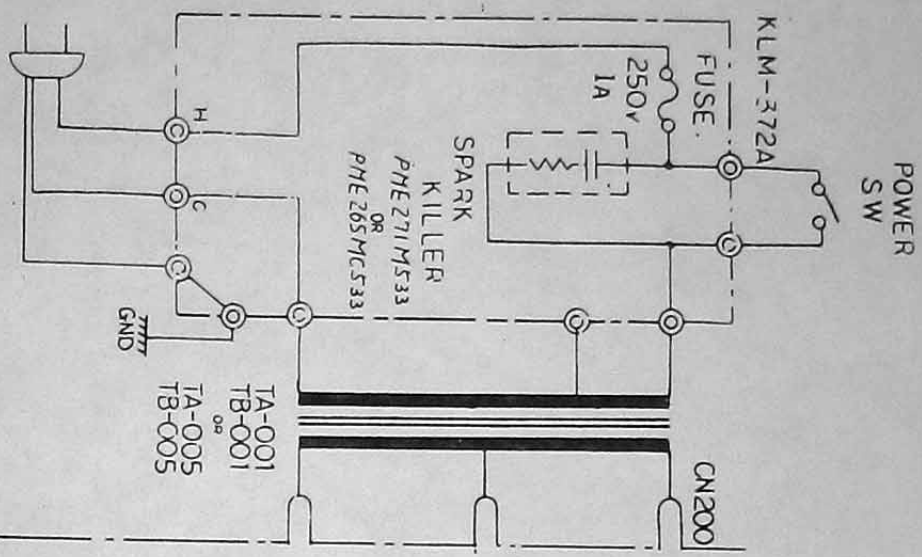 POWER
SW
KLM-372A
FUSE.
250V
1A
SPARK
KILLER
PME271M533
OR
PME265MC533
H
C
GND
TA-001
TB-001
OR
TA-005
TB-005
CN200